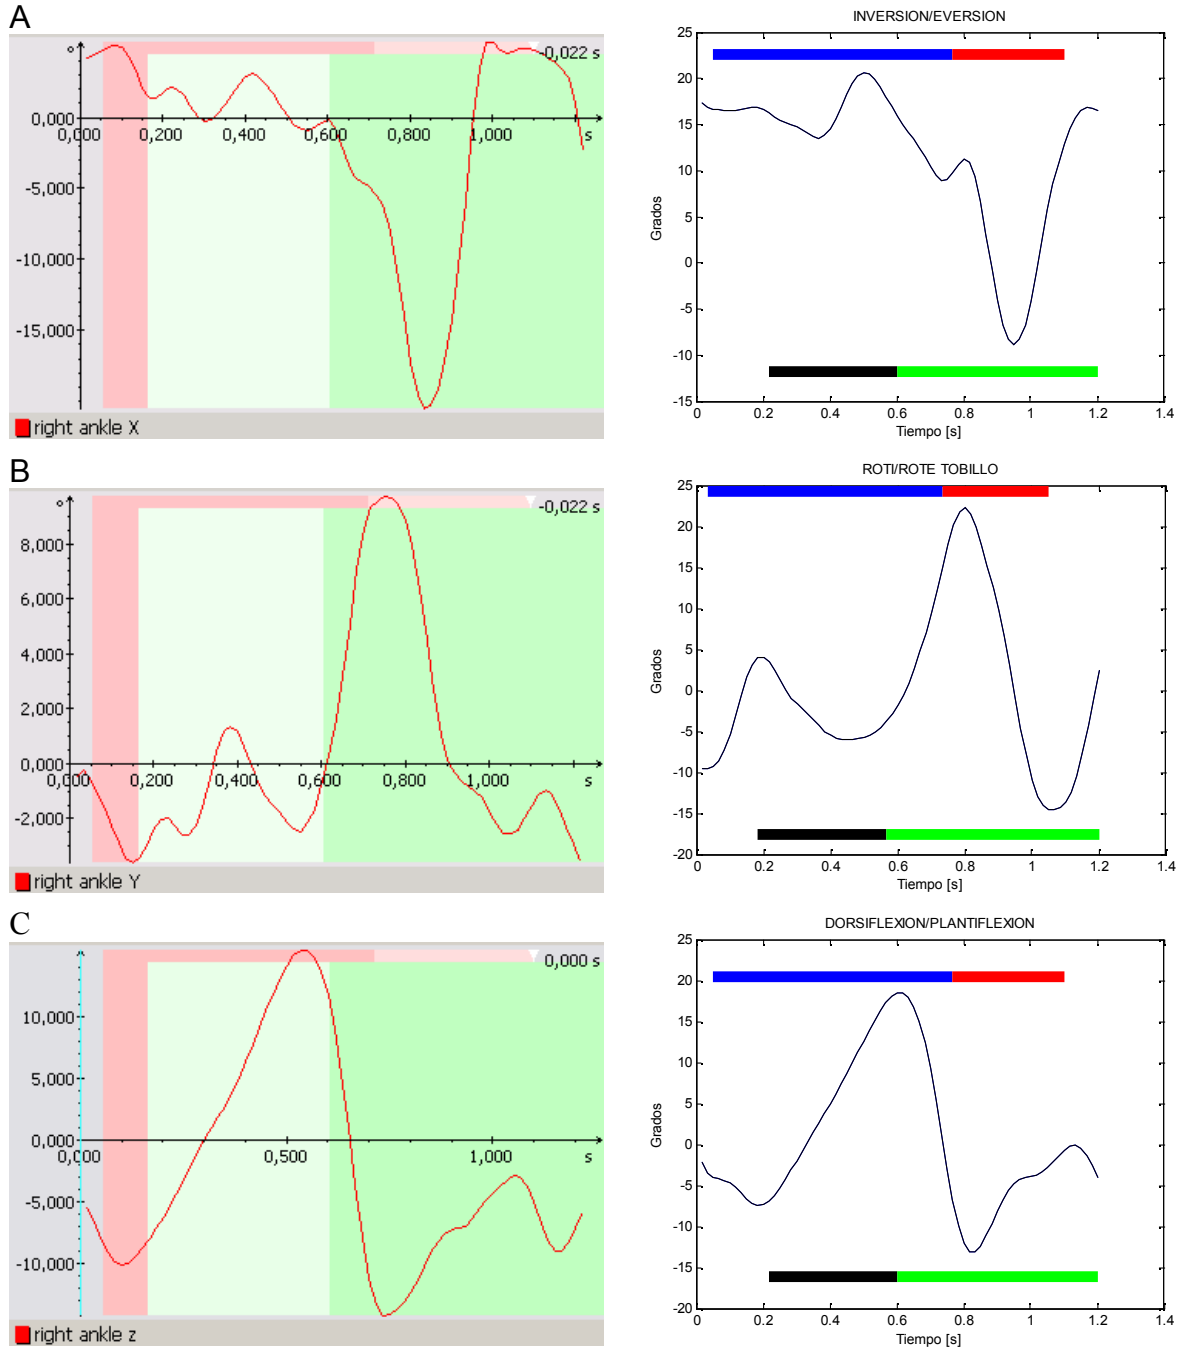 A
°
-0,022 s
0,000
0,000 0,200 0,400 0,600 0,800 1,000 s
-5,000
-10,000
-15,000
right ankle X
INVERSION/EVERSION
25
20
15
10
5
0
-5
-10
-15
Grados
0 0.2 0.4 0.6 0.8 1 1.2 1.4
Tiempo [s]
B
°
-0,022 s
8,000
6,000
4,000
2,000
0,000
0,000 0,200 0,400 0,600 0,800 1,000 s
-2,000
right ankle Y
ROTI/ROTE TOBILLO
25
20
15
10
5
0
-5
-10
-15
-20
Grados
0 0.2 0.4 0.6 0.8 1 1.2 1.4
Tiempo [s]
C
0,000 s
10,000
5,000
0,000
0,000 0,500 1,000 s
-5,000
-10,000
right ankle z
DORSIFLEXION/PLANTIFLEXION
25
20
15
10
5
0
-5
-10
-15
-20
Grados
0 0.2 0.4 0.6 0.8 1 1.2 1.4
Tiempo [s]